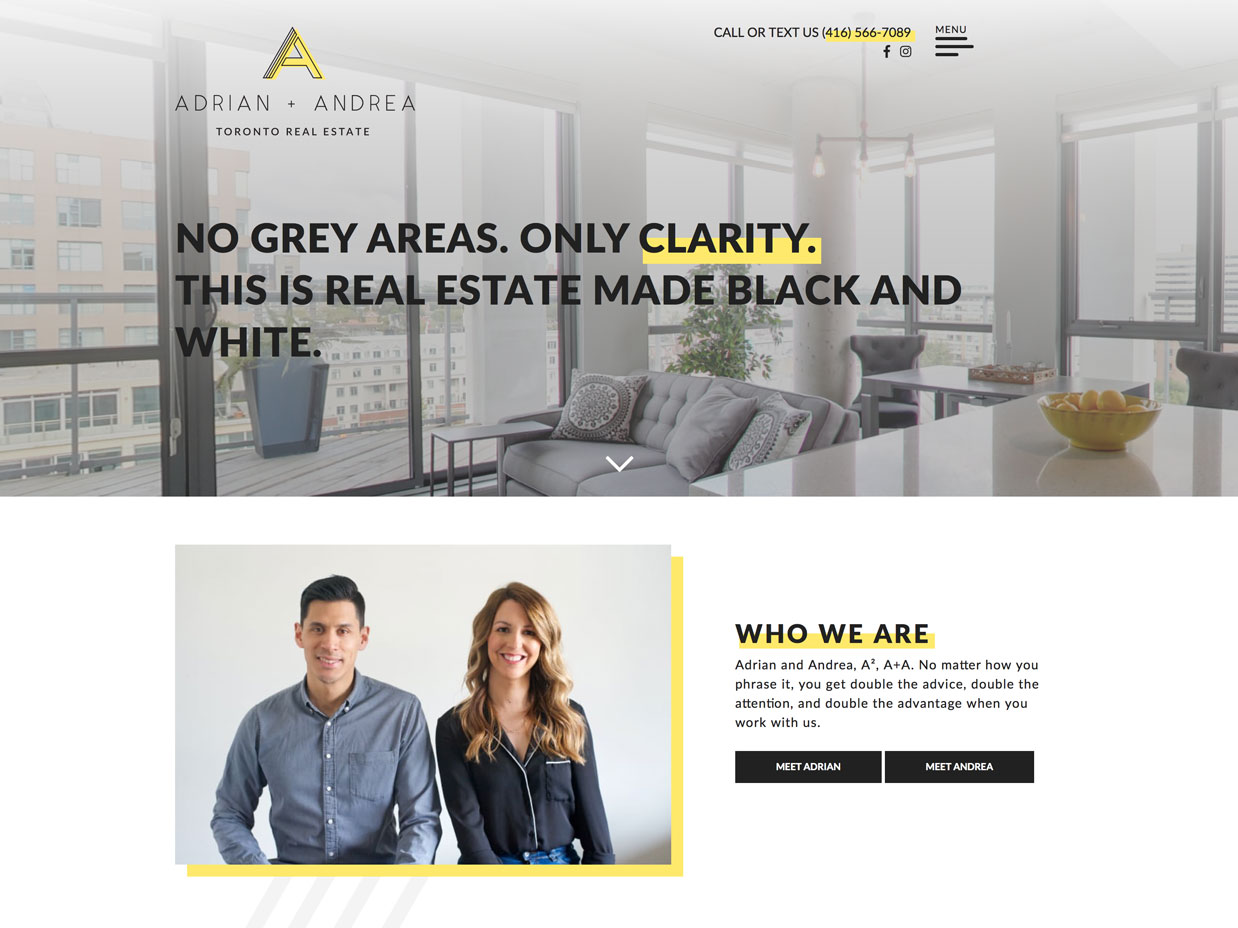 CALL OR TEXT US (416) 566-7089
MENU
A
ADRIAN + ANDREA
TORONTO REAL ESTATE
NO GREY AREAS. ONLY CLARITY.
THIS IS REAL ESTATE MADE BLACK AND
WHITE.
WHO WE ARE
Adrian and Andrea, A², A+A. No matter how you
phrase it, you get double the advice, double the
attention, and double the advantage when you
work with us.
MEET ADRIAN
MEET ANDREA